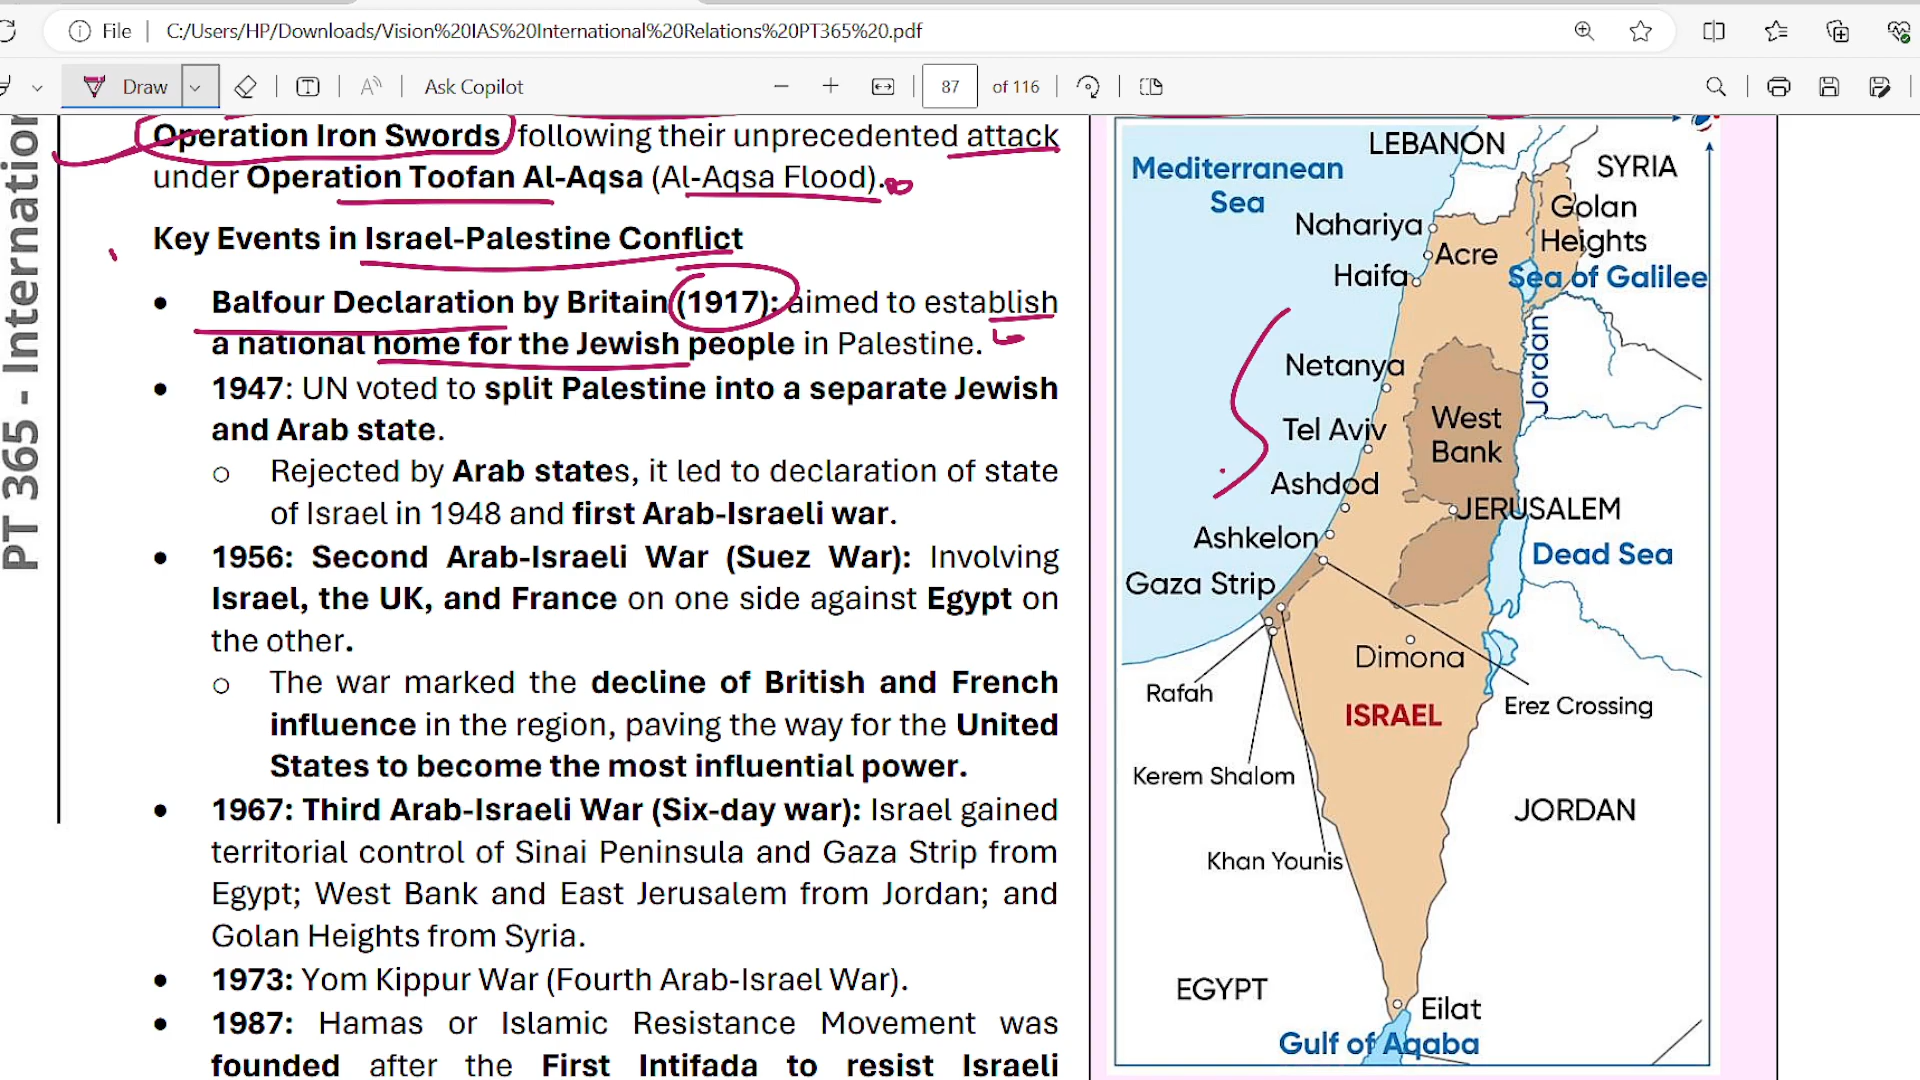 File
C:/Users/HP/Downloads/Vision%20IAS%20International%20Relations%20PT365%20.pdf
Draw
Ask Copilot
87
of 116
PT 365 - Internation
Operation Iron Swords following their unprecedented attack
under Operation Toofan Al-Aqsa (Al-Aqsa Flood).
Key Events in Israel-Palestine Conflict
• Balfour Declaration by Britain (1917): aimed to establish
a national home for the Jewish people in Palestine.
• 1947: UN voted to split Palestine into a separate Jewish
and Arab state.
o Rejected by Arab states, it led to declaration of state
of Israel in 1948 and first Arab-Israeli war.
• 1956: Second Arab-Israeli War (Suez War): Involving
Israel, the UK, and France on one side against Egypt on
the other.
o The war marked the decline of British and French
influence in the region, paving the way for the United
States to become the most influential power.
• 1967: Third Arab-Israeli War (Six-day war): Israel gained
territorial control of Sinai Peninsula and Gaza Strip from
Egypt; West Bank and East Jerusalem from Jordan; and
Golan Heights from Syria.
• 1973: Yom Kippur War (Fourth Arab-Israel War).
• 1987: Hamas or Islamic Resistance Movement was
founded after the First Intifada to resist Israeli
LEBANON
Mediterranean
Sea
SYRIA
Golan
Heights
Nahariya
Acre
Haifa
Sea of Galilee
Jordan
Netanya
West
Bank
Tel Aviv
Ashdod
JERUSALEM
Ashkelon
Dead Sea
Gaza Strip
Dimona
Rafah
Erez Crossing
ISRAEL
Kerem Shalom
JORDAN
Khan Younis
EGYPT
Eilat
Gulf of Aqaba